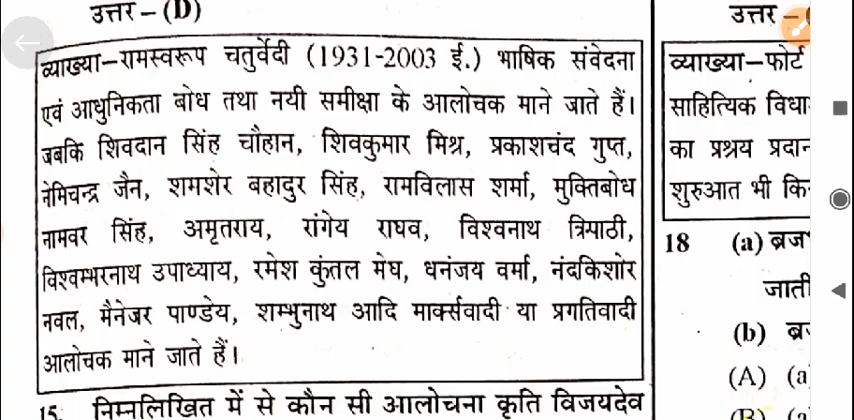 उत्तर – (D)
व्याख्या–रामस्वरूप चतुर्वेदी (1931-2003 ई.) भाषिक संवेदना
एवं आधुनिकता बोध तथा नयी समीक्षा के आलोचक माने जाते हैं।
जबकि शिवदान सिंह चौहान, शिवकुमार मिश्र, प्रकाशचंद गुप्त,
नेमिचन्द्र जैन, शमशेर बहादुर सिंह, रामविलास शर्मा, मुक्तिबोध
नामवर सिंह, अमृतराय, रांगेय राघव, विश्वनाथ त्रिपाठी,
विश्वम्भरनाथ उपाध्याय, रमेश कुंतल मेघ, धनंजय वर्मा, नंदकिशोर
नवल, मैनेजर पाण्डेय, शम्भुनाथ आदि मार्क्सवादी या प्रगतिवादी
आलोचक माने जाते हैं।
15. निम्नलिखित में से कौन सी आलोचना कृति विजयदेव
उत्तर –
व्याख्या–फोर्ट
साहित्यिक
का प्रश्रय
शुरुआत भी
18 (a)
जाती
(b)
(A) (a
(B) (a